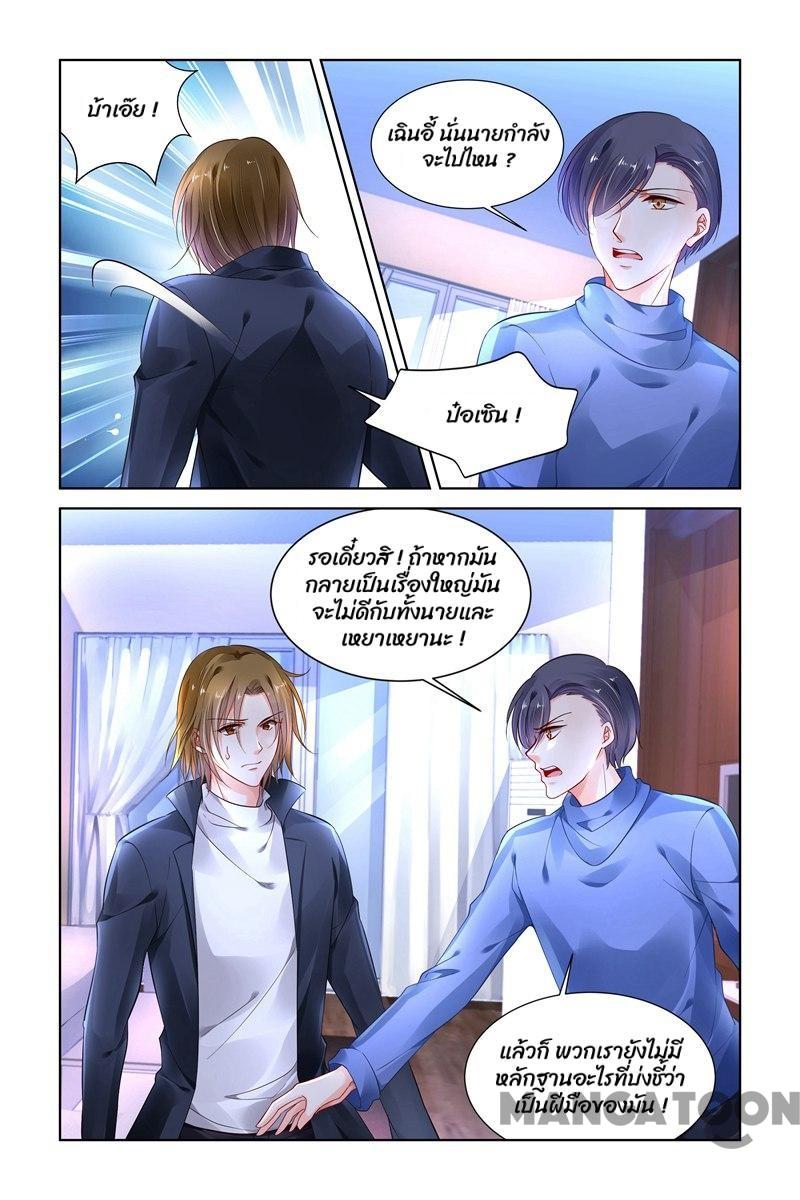 บ้าเอ๊ย !
เฉินอี้ นั่นนายกำลัง
จะไปไหน ?
ป๋อเซิน !
รอเดี๋ยวสิ ! ถ้าหากมัน
กลายเป็นเรื่องใหญ่มัน
จะไม่ดีกับทั้งนายและ
เหยาเหยานะ !
แล้วก็ พวกเรายังไม่มี
หลักฐานอะไรที่บ่งชี้ว่า
เป็นฝีมือของมัน !
MANGATOON